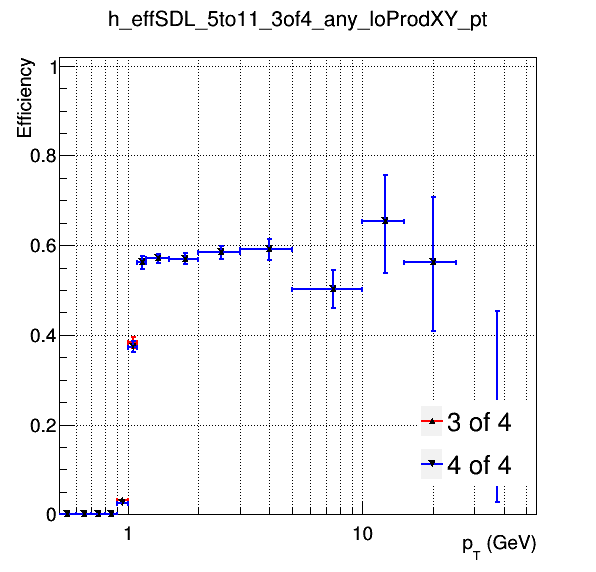 h_effSDL_5to11_3of4_any_loProdXY_pt
Efficiency
1
0.8
0.6
0.4
0.2
0
3 of 4
4 of 4
1
10
p_T (GeV)